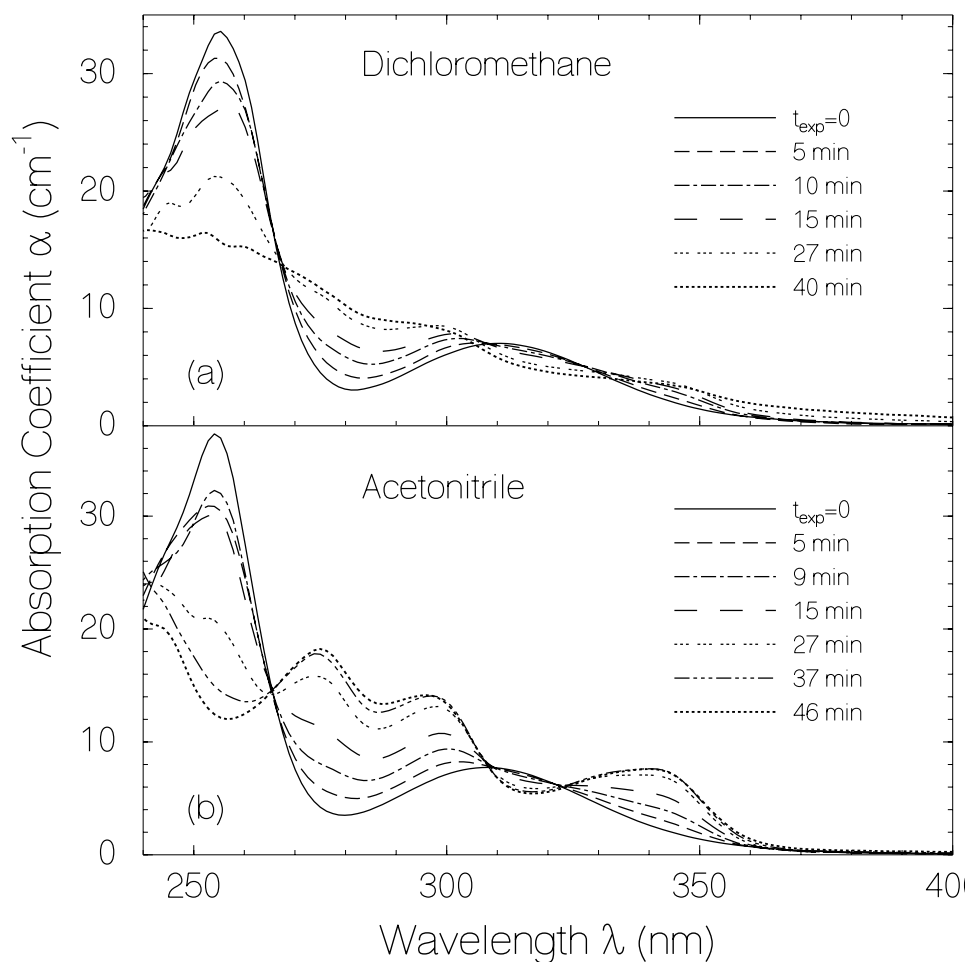 Absorption Coefficient α (cm⁻¹)
30
20
10
0
Dichloromethane
t_exp=0
5 min
10 min
15 min
27 min
40 min
(a)
30
20
10
0
Acetonitrile
t_exp=0
5 min
9 min
15 min
27 min
37 min
46 min
(b)
250
300
350
400
Wavelength λ (nm)